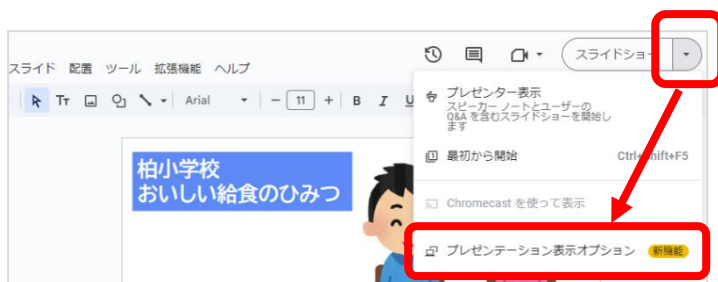 スライド 配置 ツール 拡張機能 ヘルプ
スライドショー
Arial
11
B I U
プレゼンター表示
スピーカー ノートとユーザーの
Q&A を含むスライドショーを開始し
ます
最初から開始 Ctrl+Shift+F5
Chromecast を使って表示
プレゼンテーション表示オプション 新機能
柏小学校
おいしい給食のひみつ